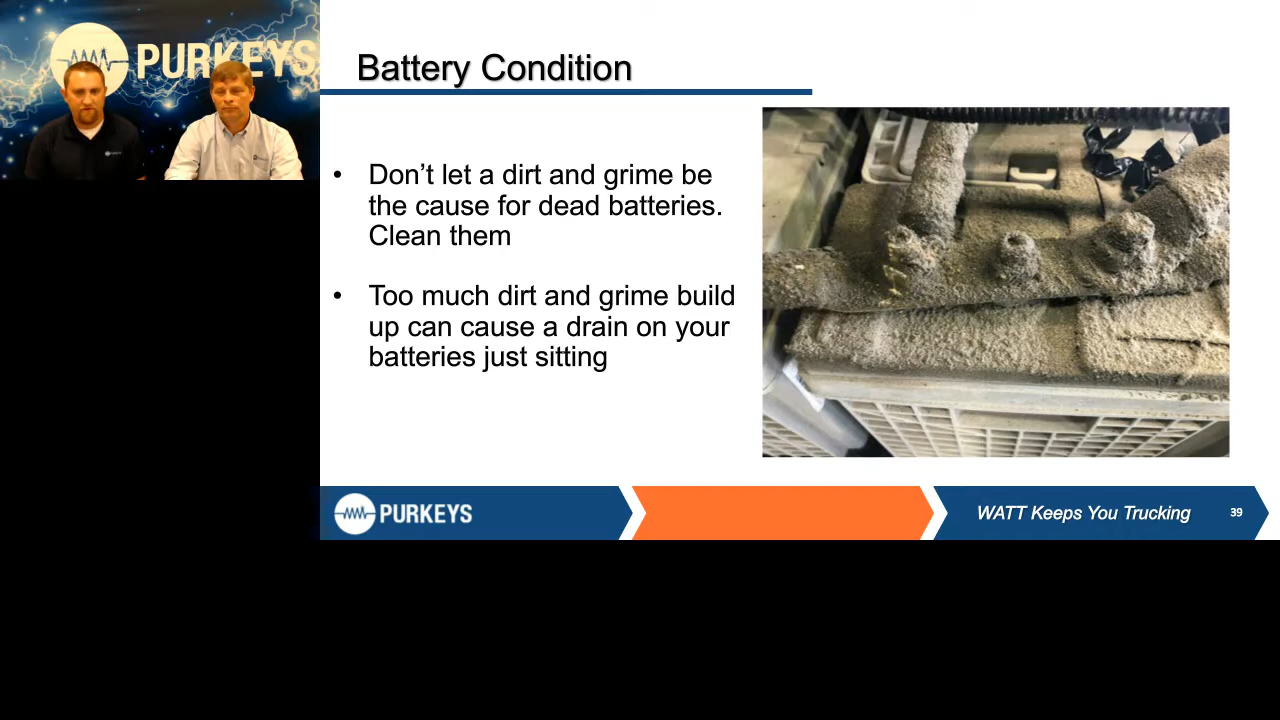 PURKEYS
Battery Condition
• Don’t let a dirt and grime be
the cause for dead batteries.
Clean them
• Too much dirt and grime build
up can cause a drain on your
batteries just sitting
PURKEYS
WATT Keeps You Trucking
39